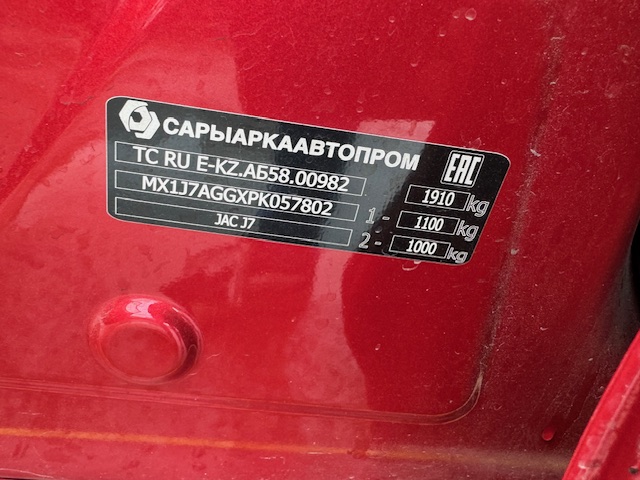 САРЫАРКААВТОПРОМ EAC
ТС RU E-KZ.АБ58.00982 1910 kg
MX1J7AGGXPK057802 1 - 1100 kg
JAC J7 2 - 1000 kg